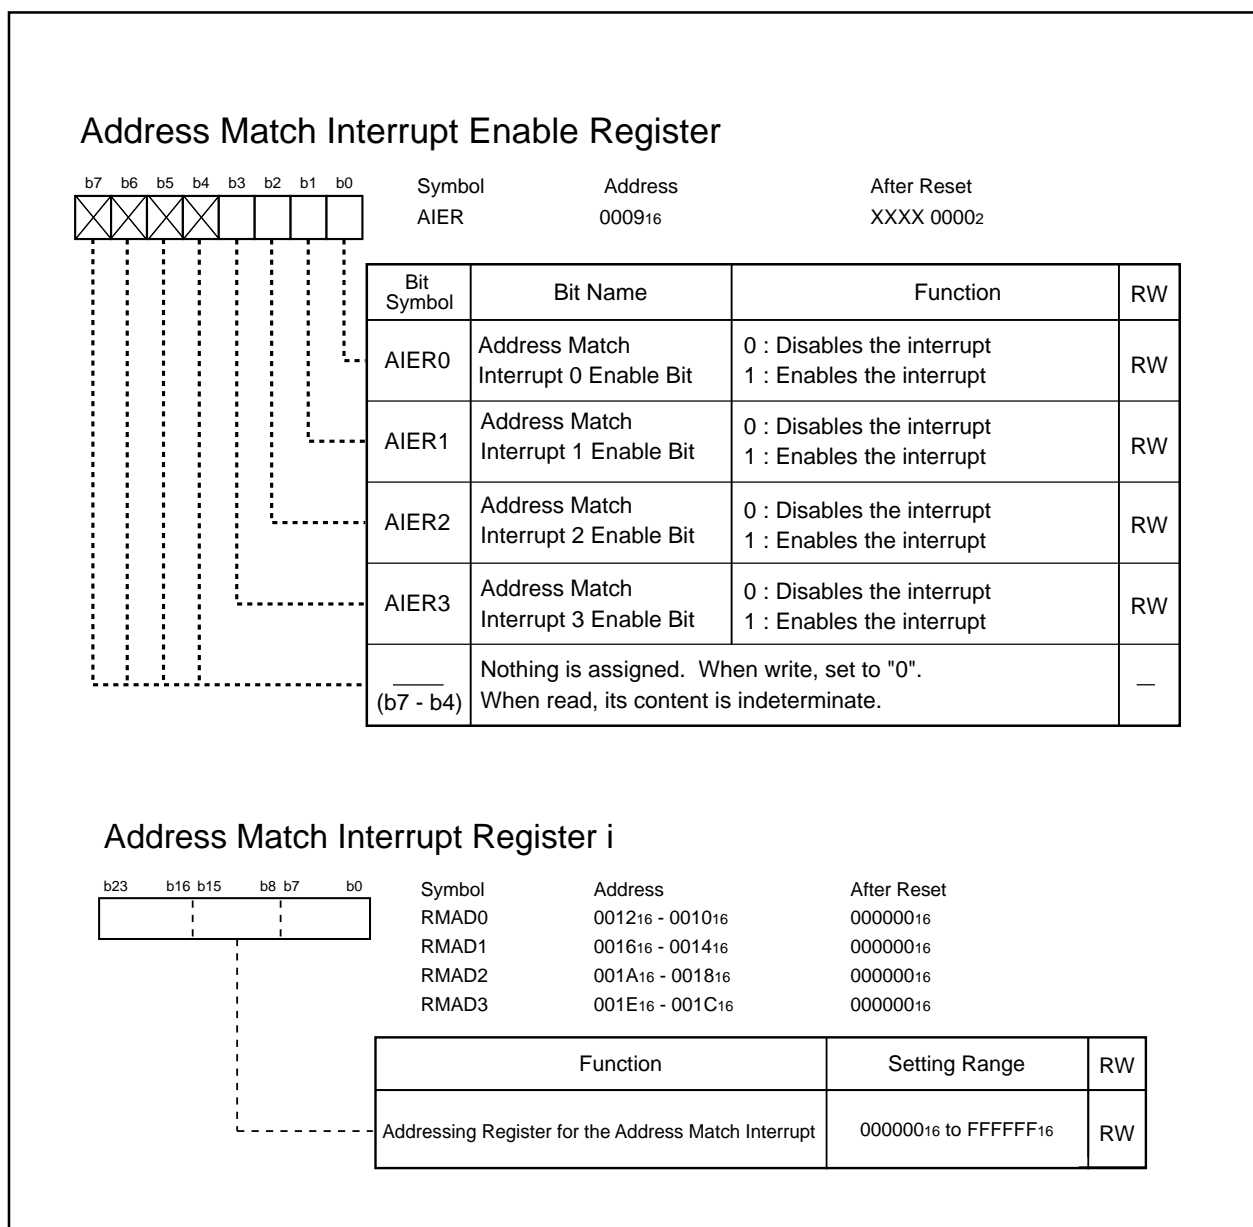 Address Match Interrupt Enable Register
b7 b6 b5 b4 b3 b2 b1 b0
Symbol Address After Reset
AIER 000916 XXXX 00002
Bit Symbol Bit Name Function RW
AIER0 Address Match Interrupt 0 Enable Bit 0 : Disables the interrupt 1 : Enables the interrupt RW
AIER1 Address Match Interrupt 1 Enable Bit 0 : Disables the interrupt 1 : Enables the interrupt RW
AIER2 Address Match Interrupt 2 Enable Bit 0 : Disables the interrupt 1 : Enables the interrupt RW
AIER3 Address Match Interrupt 3 Enable Bit 0 : Disables the interrupt 1 : Enables the interrupt RW
(b7 - b4) Nothing is assigned. When write, set to "0". When read, its content is indeterminate. —
Address Match Interrupt Register i
b23 b16 b15 b8 b7 b0
Symbol Address After Reset
RMAD0 001216 - 001016 00000016
RMAD1 001616 - 001416 00000016
RMAD2 001A16 - 001816 00000016
RMAD3 001E16 - 001C16 00000016
Function Setting Range RW
Addressing Register for the Address Match Interrupt 00000016 to FFFFFF16 RW